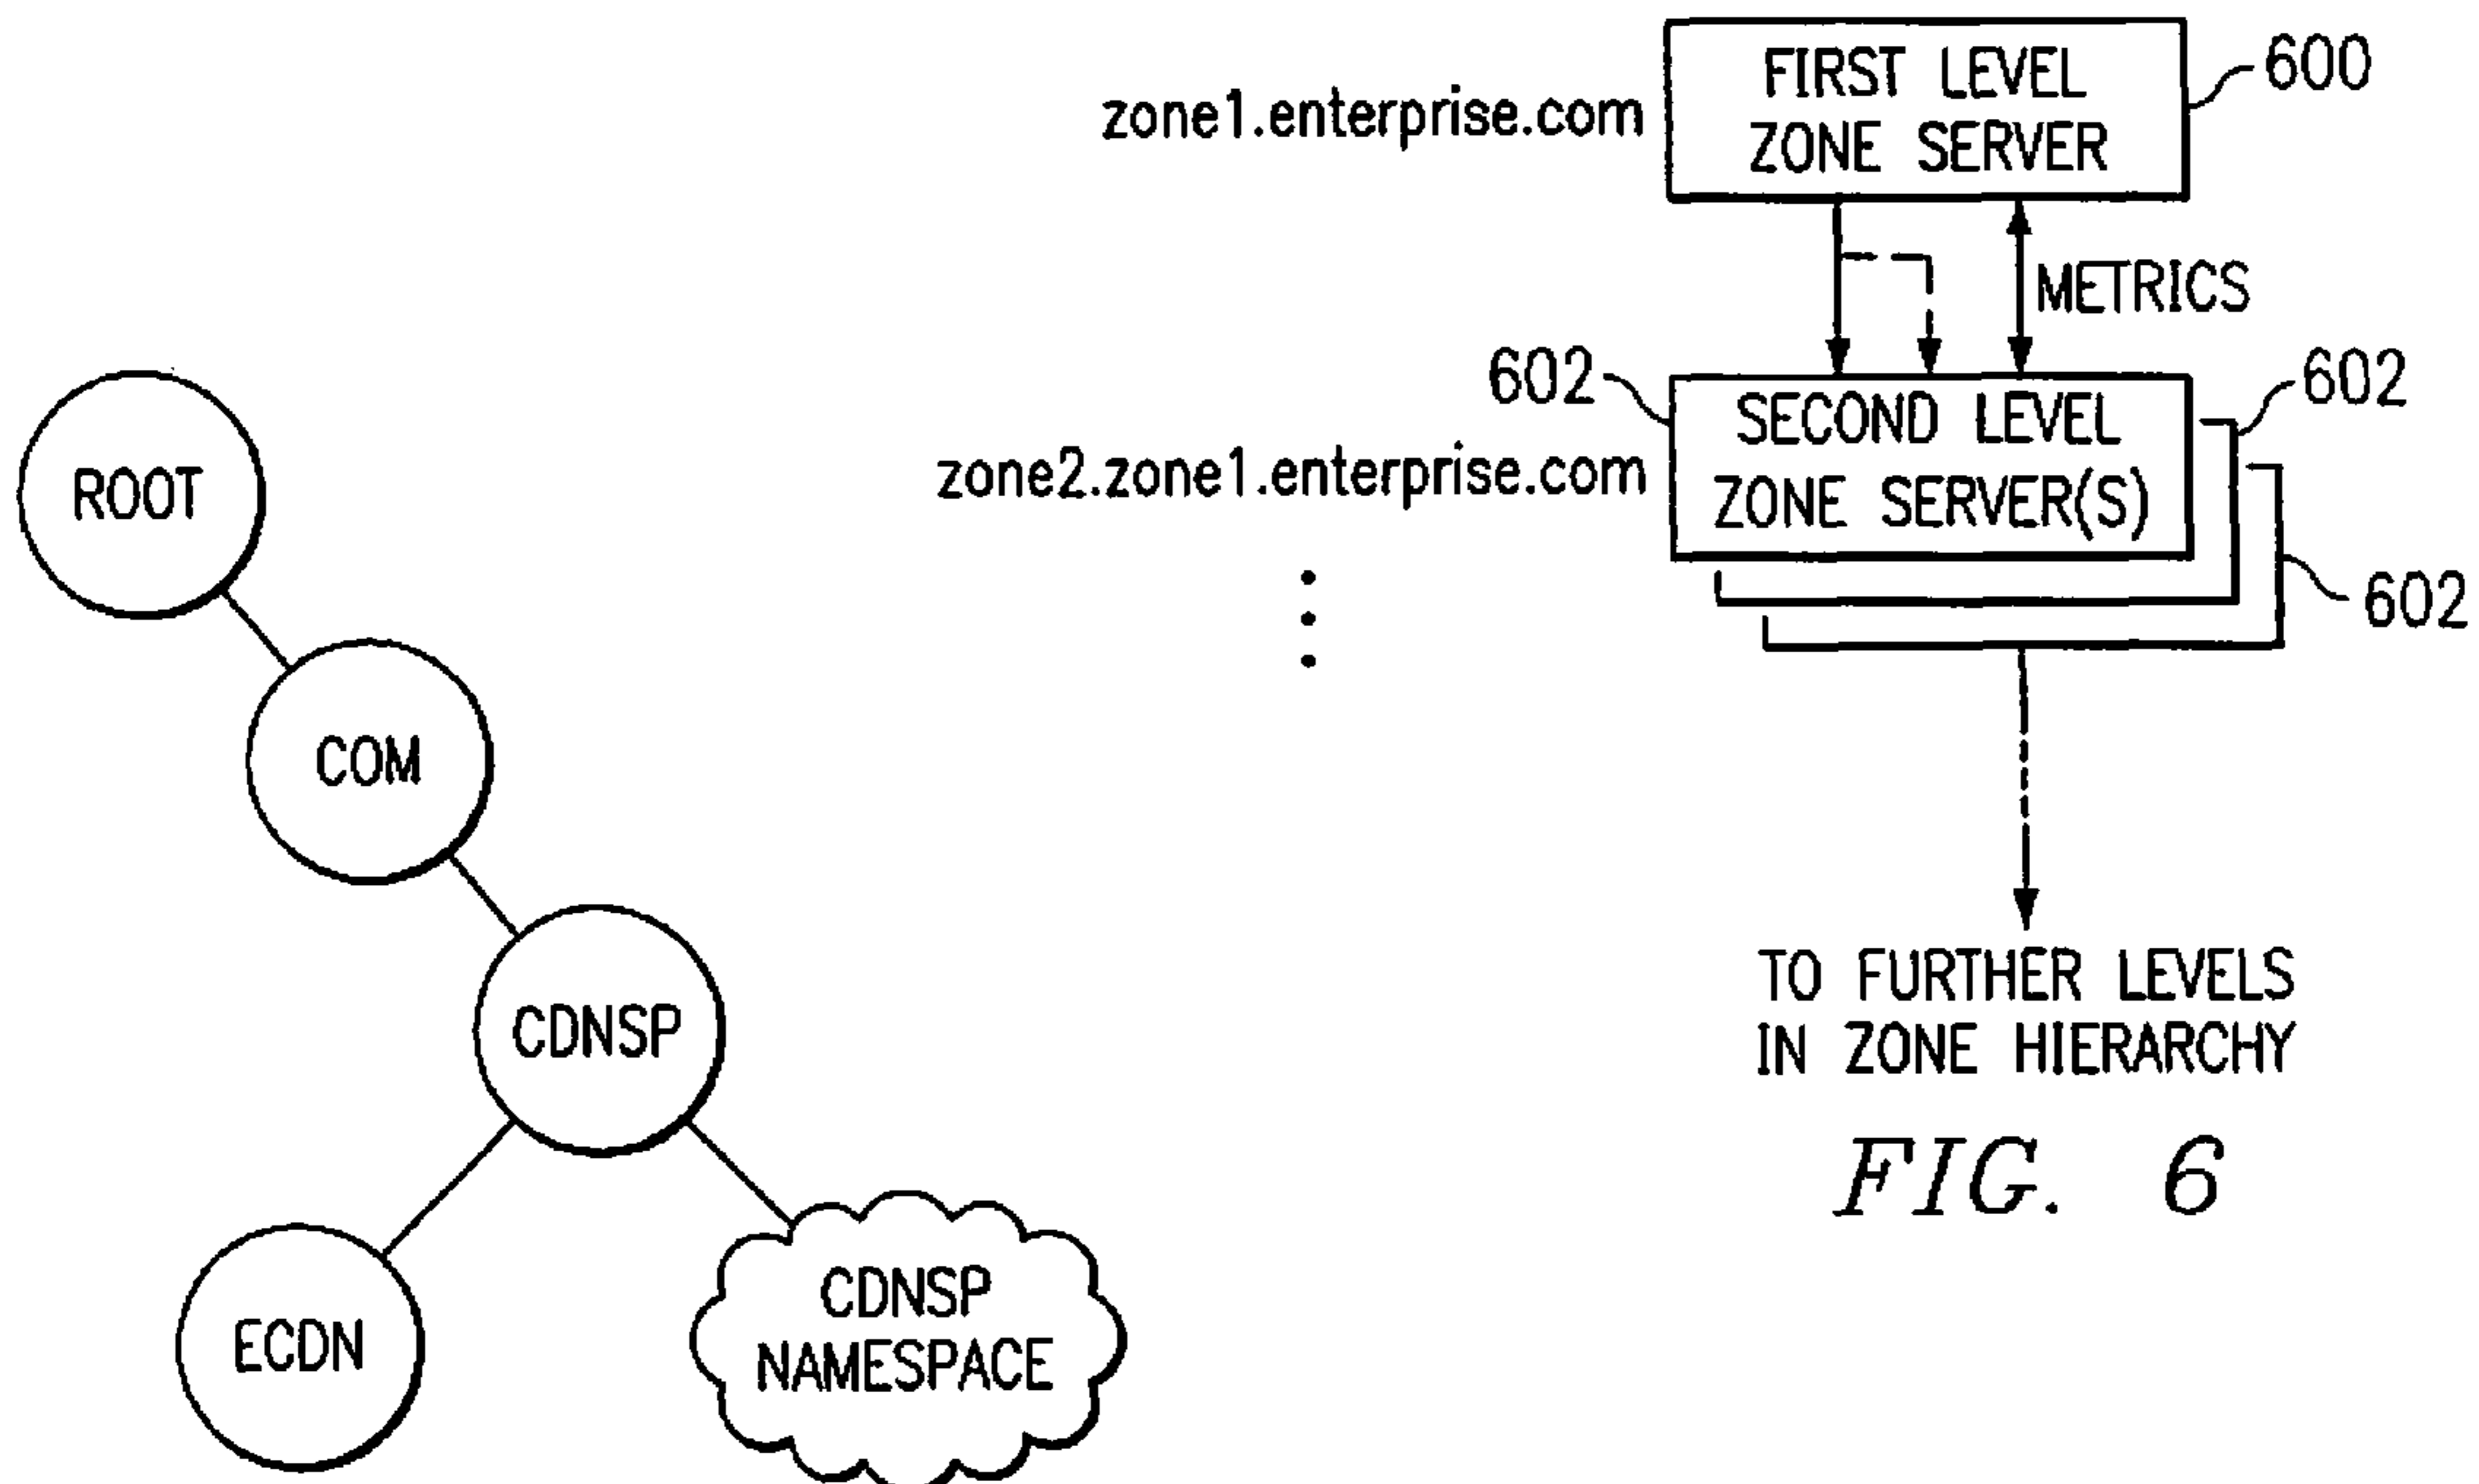 FIRST LEVEL
ZONE SERVER
600
zone1.enterprise.com
METRICS
602
602
SECOND LEVEL
ZONE SERVER(S)
zone2.zone1.enterprise.com
602
TO FURTHER LEVELS
IN ZONE HIERARCHY
FIG. 6
ROOT
COM
CDNSP
ECDN
CDNSP
NAMESPACE